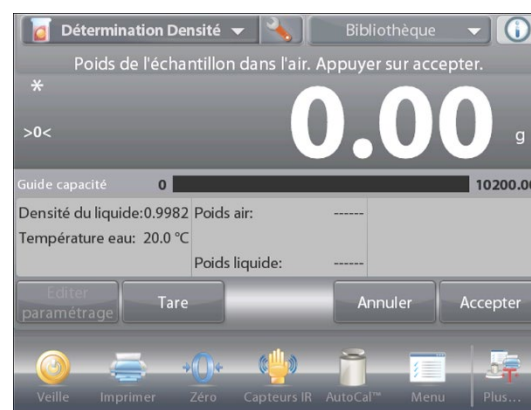 Détermination Densité Bibliothèque
Poids de l'échantillon dans l'air. Appuyer sur accepter.
*
>0<
0.00 g
Guide capacité 0 10200.00
Densité du liquide:0.9982 Poids air: ------
Température eau: 20.0 °C
Poids liquide: ------
Editer paramétrage Tare Annuler Accepter
Veille Imprimer Zéro Capteurs IR AutoCal™ Menu Plus...